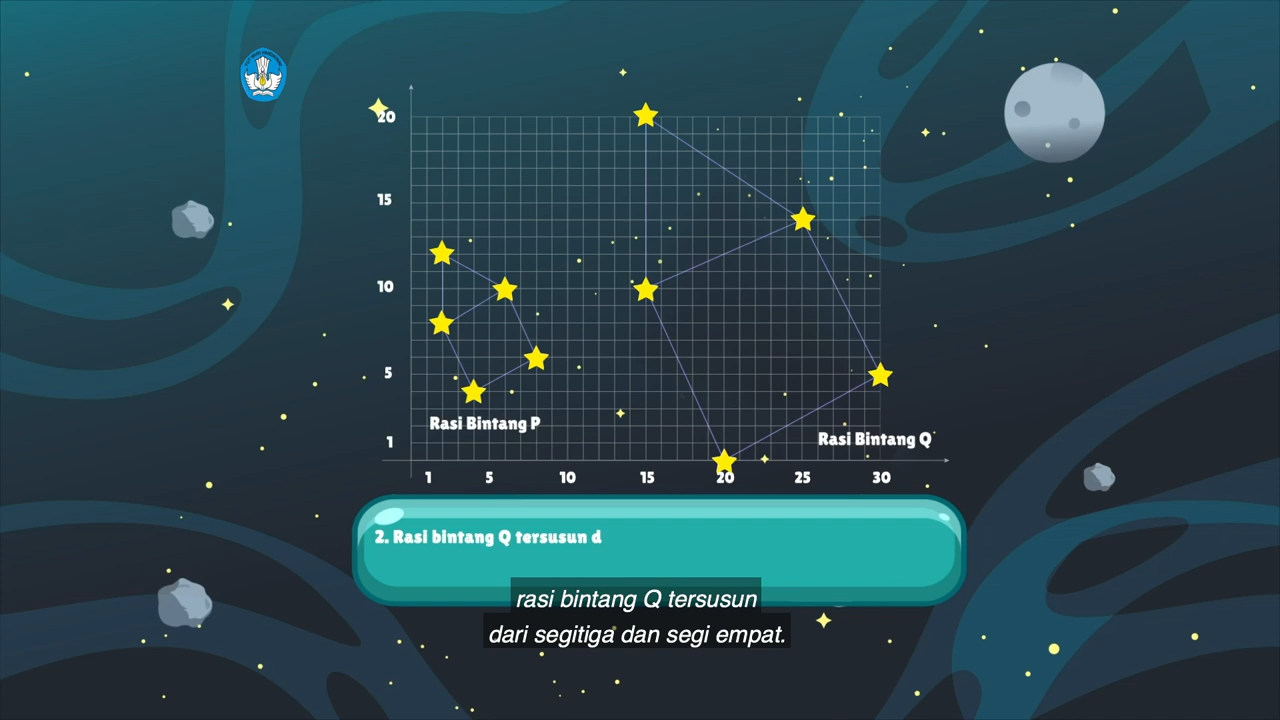 20
15
10
5
1
Rasi Bintang P
Rasi Bintang Q
1 5 10 15 20 25 30
2. Rasi bintang Q tersusun d
rasi bintang Q tersusun
dari segitiga dan segi empat.